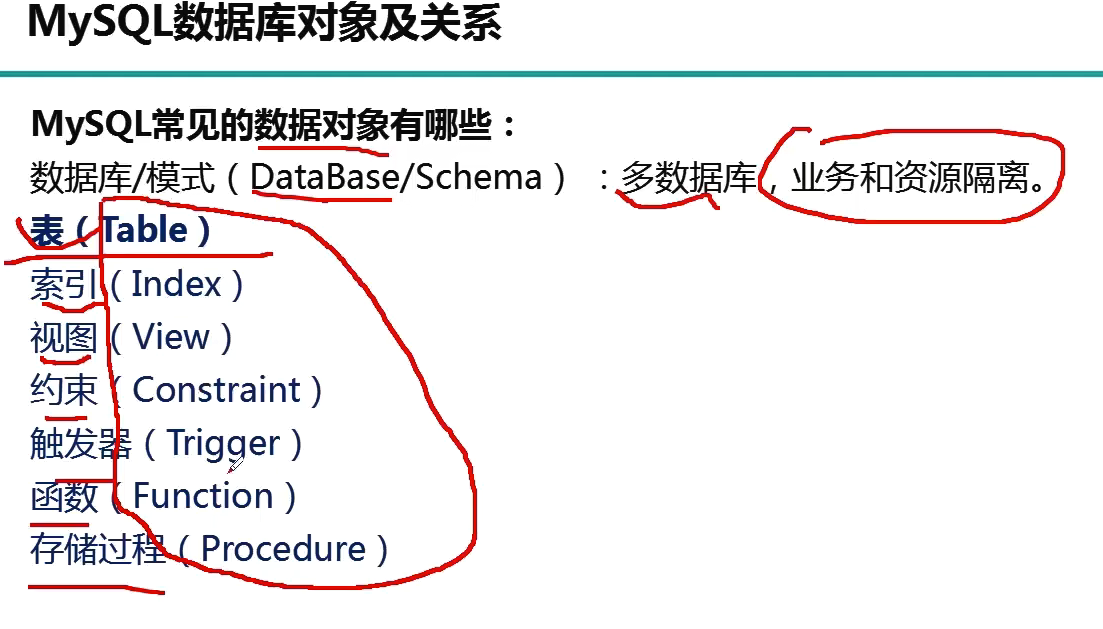 MySQL数据库对象及关系
MySQL常见的数据对象有哪些：
数据库/模式（DataBase/Schema）：多数据库，业务和资源隔离。
表（Table）
索引（Index）
视图（View）
约束（Constraint）
触发器（Trigger）
函数（Function）
存储过程（Procedure）